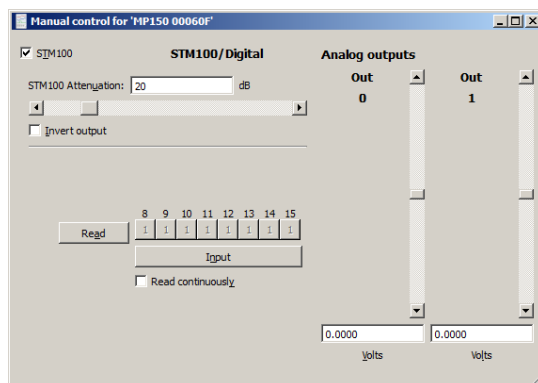 Manual control for 'MP150 00060F'
STM100
STM100/Digital
Analog outputs
STM100 Attenuation: 20 dB
Invert output
Out Out
0 1
8 9 10 11 12 13 14 15
Read 1 1 1 1 1 1 1 1
Input
Read continuously
0.0000 0.0000
Volts Volts